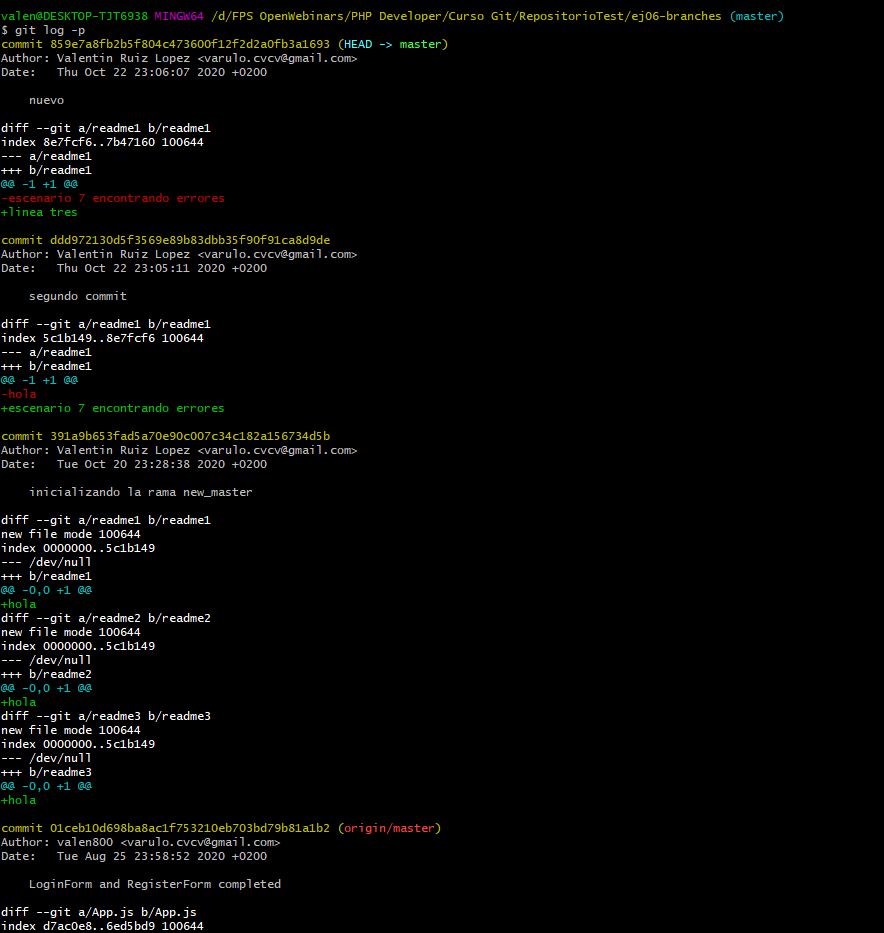 valen@DESKTOP-TJT6938 MINGW64 /d/FPS OpenWebinars/PHP Developer/Curso Git/RepositorioTest/ej06-branches (master)
$ git log -p
commit 859e7a8fb2b5f804c473600f12f2d2a0fb3a1693 (HEAD -> master)
Author: Valentin Ruiz Lopez <varulo.cvcv@gmail.com>
Date:   Thu Oct 22 23:06:07 2020 +0200

    nuevo

diff --git a/readme1 b/readme1
index 8e7fcf6..7b47160 100644
--- a/readme1
+++ b/readme1
@@ -1 +1 @@
-escenario 7 encontrando errores
+linea tres

commit ddd972130d5f3569e89b83dbb35f90f91ca8d9de
Author: Valentin Ruiz Lopez <varulo.cvcv@gmail.com>
Date:   Thu Oct 22 23:05:11 2020 +0200

    segundo commit

diff --git a/readme1 b/readme1
index 5c1b149..8e7fcf6 100644
--- a/readme1
+++ b/readme1
@@ -1 +1 @@
-hola
+escenario 7 encontrando errores

commit 391a9b653fad5a70e90c007c34c182a156734d5b
Author: Valentin Ruiz Lopez <varulo.cvcv@gmail.com>
Date:   Tue Oct 20 23:28:38 2020 +0200

    inicializando la rama new_master

diff --git a/readme1 b/readme1
new file mode 100644
index 0000000..5c1b149
--- /dev/null
+++ b/readme1
@@ -0,0 +1 @@
+hola
diff --git a/readme2 b/readme2
new file mode 100644
index 0000000..5c1b149
--- /dev/null
+++ b/readme2
@@ -0,0 +1 @@
+hola
diff --git a/readme3 b/readme3
new file mode 100644
index 0000000..5c1b149
--- /dev/null
+++ b/readme3
@@ -0,0 +1 @@
+hola

commit 01ceb10d698ba8ac1f753210eb703bd79b81a1b2 (origin/master)
Author: valen800 <varulo.cvcv@gmail.com>
Date:   Tue Aug 25 23:58:52 2020 +0200

    LoginForm and RegisterForm completed

diff --git a/App.js b/App.js
index d7ac0e8..6ed5bd9 100644